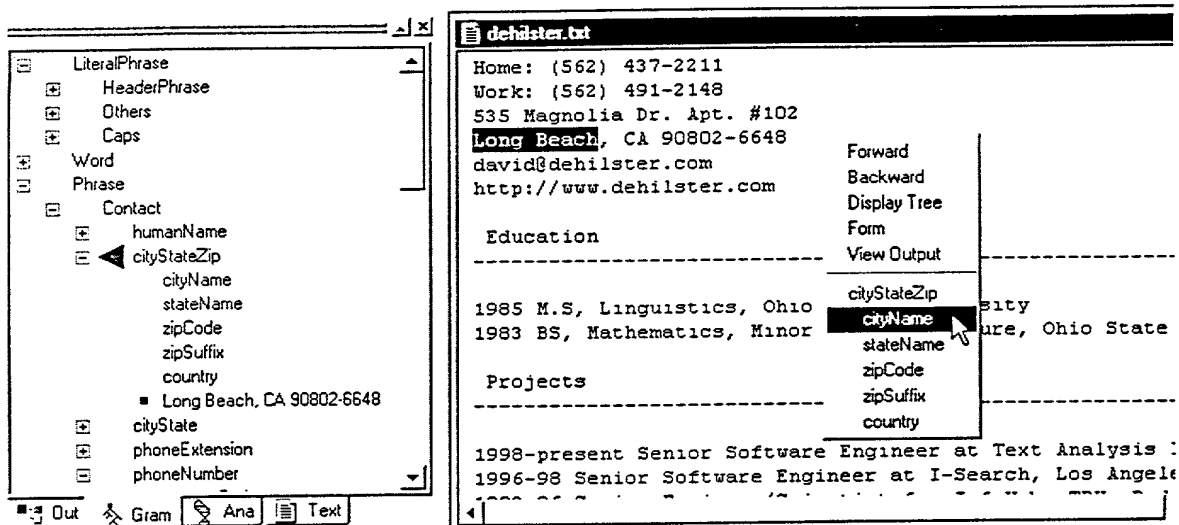 LiteralPhrase
HeaderPhrase
Others
Caps
Word
Phrase
Contact
humanName
cityStateZip
cityName
stateName
zipCode
zipSuffix
country
Long Beach, CA 90802-6648
cityState
phoneExtension
phoneNumber
Out Gram Ana Text
dehilster.txt
Home: (562) 437-2211
Work: (562) 491-2148
535 Magnolia Dr. Apt. #102
Long Beach, CA 90802-6648
david@dehilster.com
http://www.dehilster.com
Education
1985 M.S, Linguistics, Ohio sity
1983 BS, Mathematics, Minor ure, Ohio State
Projects
1998-present Senior Software Engineer at Text Analysis
1996-98 Senior Software Engineer at I-Search, Los Angele
Forward
Backward
Display Tree
Form
View Output
cityStateZip
cityName
stateName
zipCode
zipSuffix
country